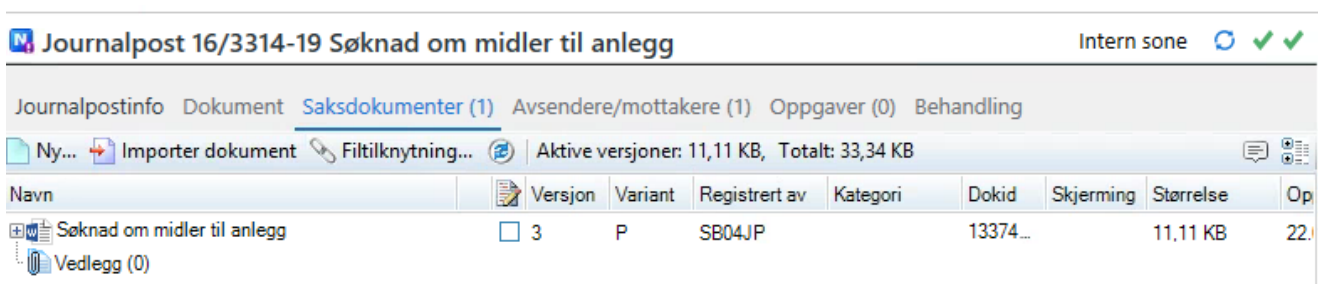 Journalpost 16/3314-19 Søknad om midler til anlegg Intern sone
Journalpostinfo Dokument Saksdokumenter (1) Avsendere/mottakere (1) Oppgaver (0) Behandling
Ny... Importer dokument Filtilknytning... Aktive versjoner: 11,11 KB, Totalt: 33,34 KB
Navn Versjon Variant Registrert av Kategori Dokid Skjerming Størrelse
Søknad om midler til anlegg 3 P SB04JP 13374... 11,11 KB 22.
Vedlegg (0)